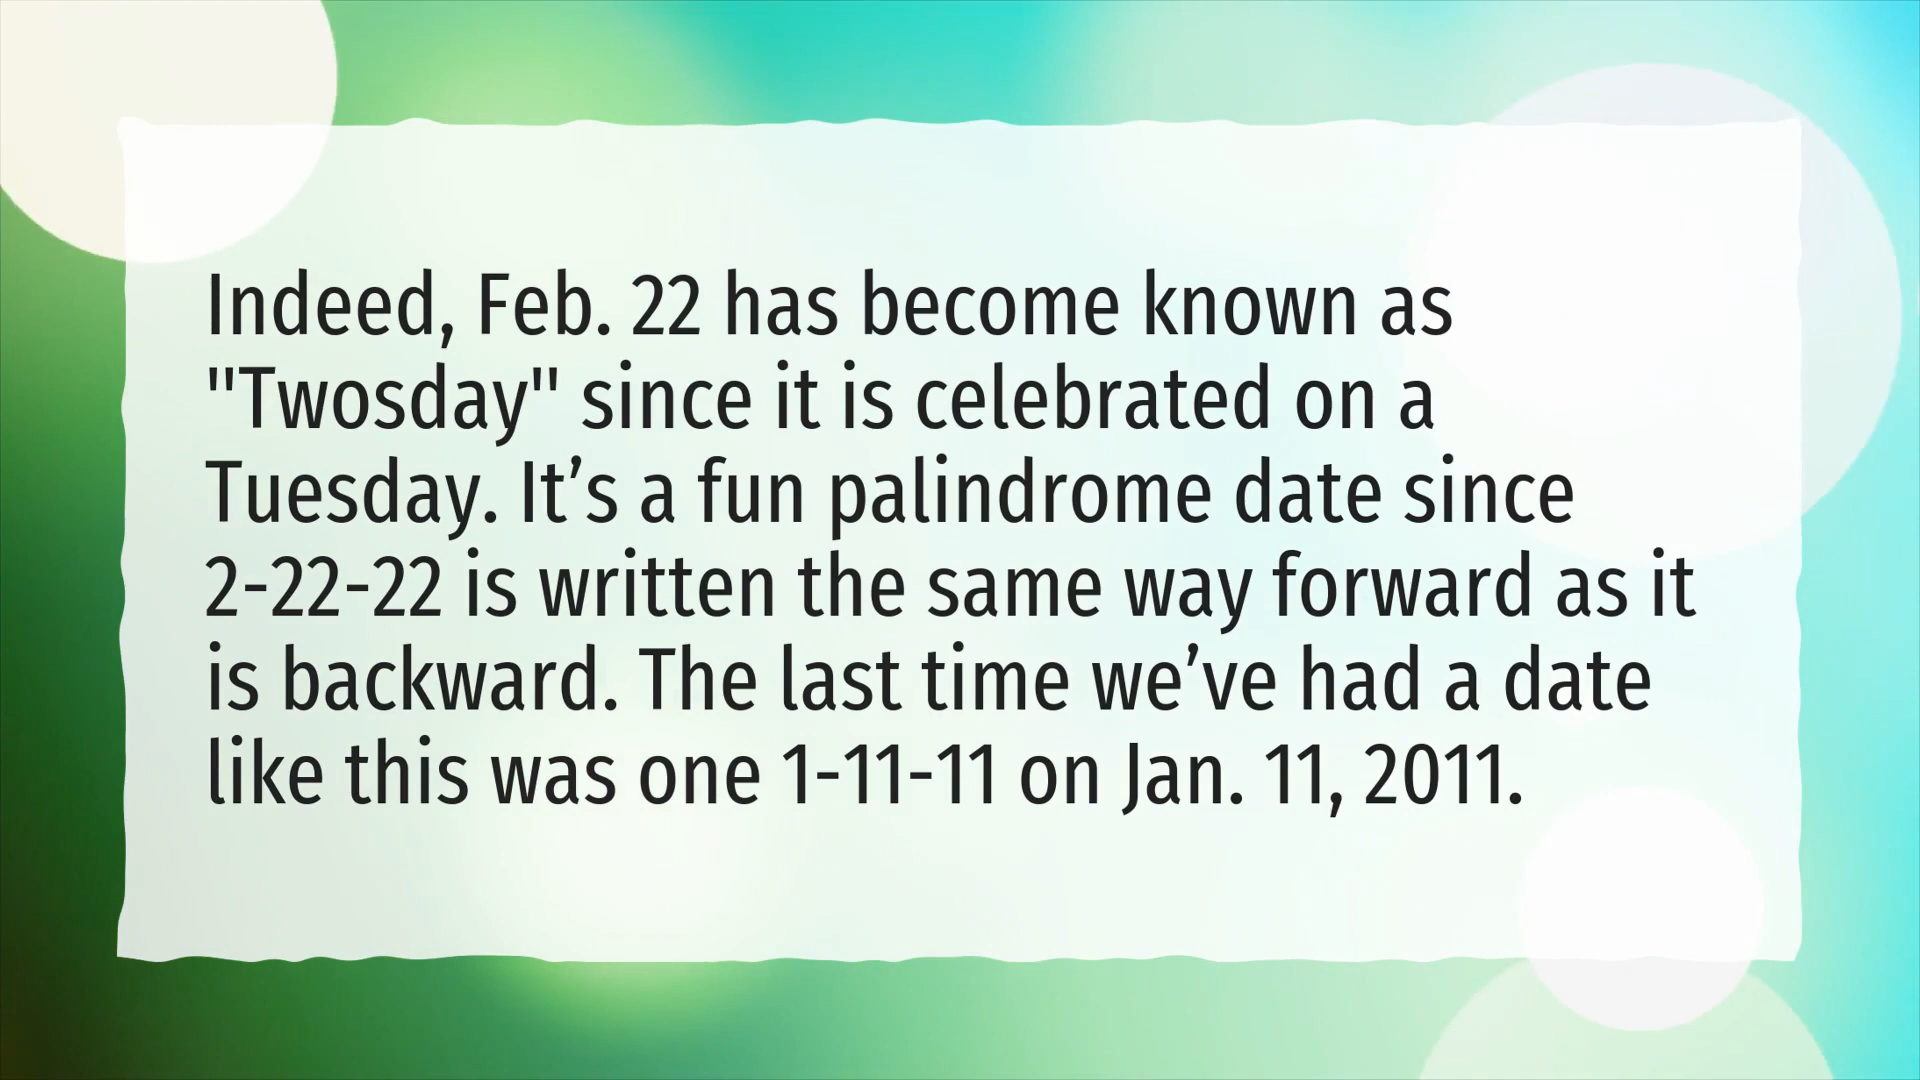 Indeed, Feb. 22 has become known as
"Twosday" since it is celebrated on a
Tuesday. It’s a fun palindrome date since
2-22-22 is written the same way forward as it
is backward. The last time we’ve had a date
like this was one 1-11-11 on Jan. 11, 2011.